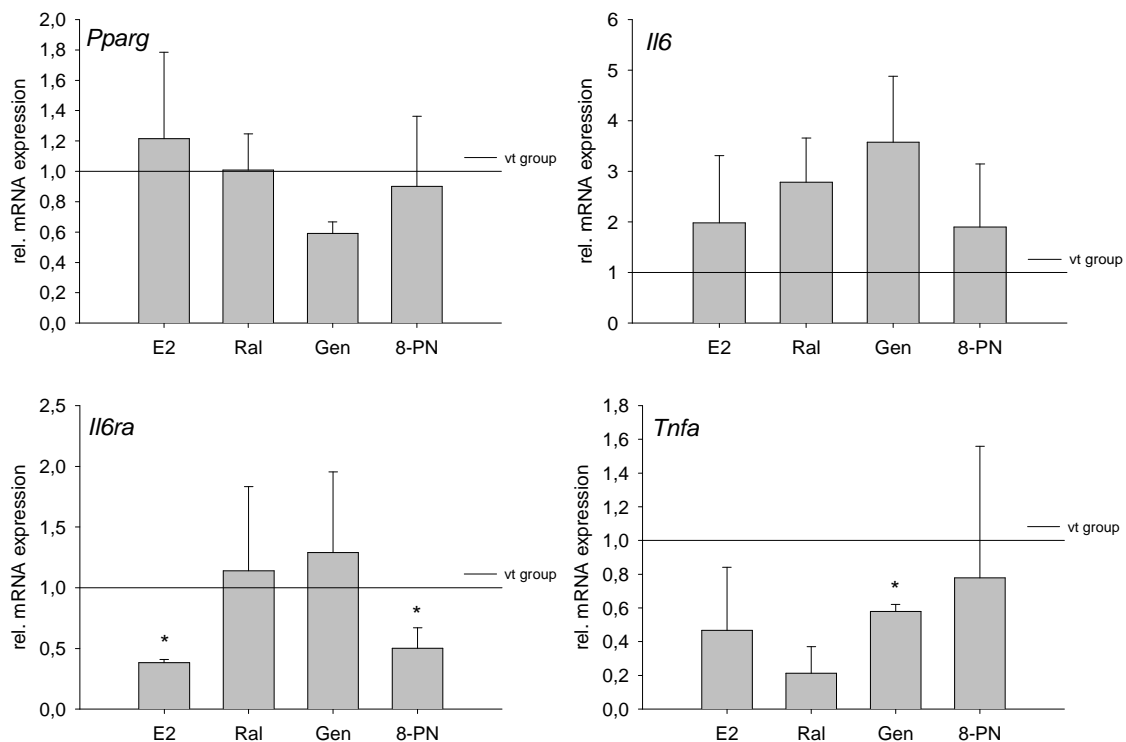 Pparg
rel. mRNA expression
2,0
1,8
1,6
1,4
1,2
1,0
0,8
0,6
0,4
0,2
0,0
vt group
E2 Ral Gen 8-PN
Il6
rel. mRNA expression
6
5
4
3
2
1
0
vt group
E2 Ral Gen 8-PN
Il6ra
rel. mRNA expression
2,5
2,0
1,5
1,0
0,5
0,0
vt group
* *
E2 Ral Gen 8-PN
Tnfa
rel. mRNA expression
1,8
1,6
1,4
1,2
1,0
0,8
0,6
0,4
0,2
0,0
vt group
*
E2 Ral Gen 8-PN